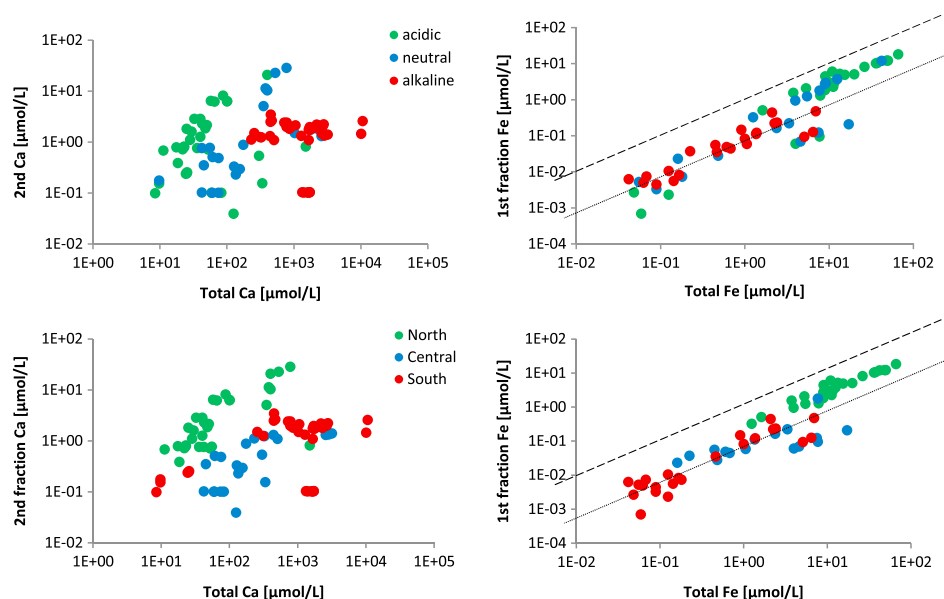 1E+02
1E+01
1E+00
1E-01
1E-02
2nd Ca [µmol/L]
acidic
neutral
alkaline
1E+00 1E+01 1E+02 1E+03 1E+04 1E+05
Total Ca [µmol/L]
1E+02
1E+01
1E+00
1E-01
1E-02
1E-03
1E-04
1st fraction Fe [µmol/L]
1E-02 1E-01 1E+00 1E+01 1E+02
Total Fe [µmol/L]
1E+02
1E+01
1E+00
1E-01
1E-02
2nd fraction Ca [µmol/L]
North
Central
South
1E+00 1E+01 1E+02 1E+03 1E+04 1E+05
Total Ca [µmol/L]
1E+02
1E+01
1E+00
1E-01
1E-02
1E-03
1E-04
1st fraction Fe [µmol/L]
1E-02 1E-01 1E+00 1E+01 1E+02
Total Fe [µmol/L]